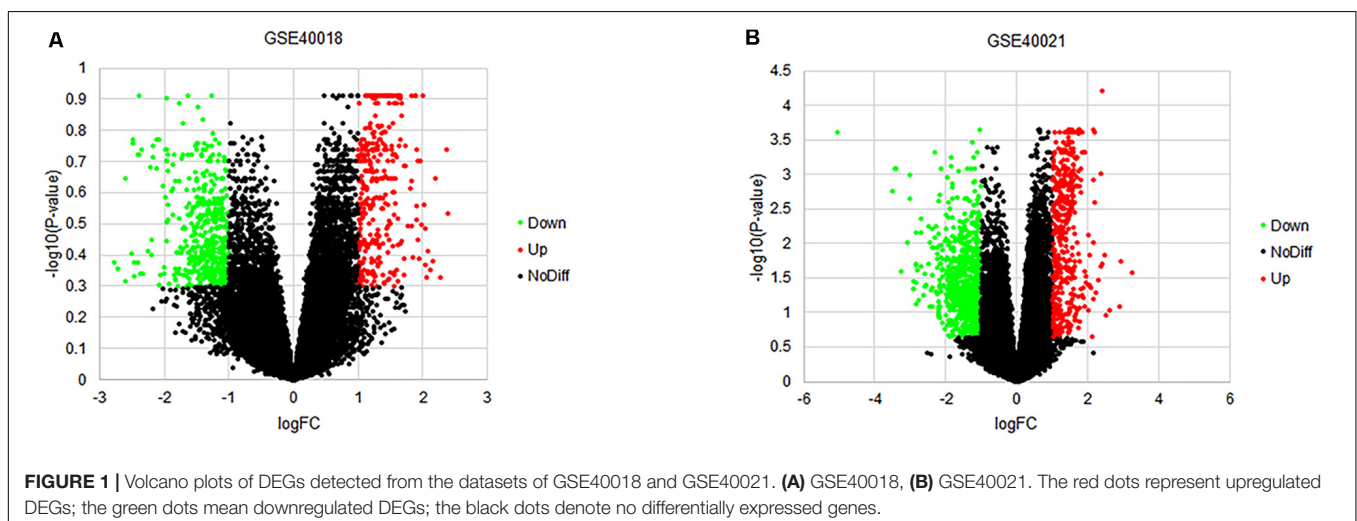 A
GSE40018
1
0.9
0.8
0.7
0.6
0.5
0.4
0.3
0.2
0.1
0
-log10(P-value)
-3 -2 -1 0 1 2 3
logFC
Down
Up
NoDiff
B
GSE40021
4.5
4
3.5
3
2.5
2
1.5
1
0.5
0
-log10(P-value)
-6 -4 -2 0 2 4 6
logFC
Down
NoDiff
Up
FIGURE 1 | Volcano plots of DEGs detected from the datasets of GSE40018 and GSE40021. (A) GSE40018, (B) GSE40021. The red dots represent upregulated
DEGs; the green dots mean downregulated DEGs; the black dots denote no differentially expressed genes.